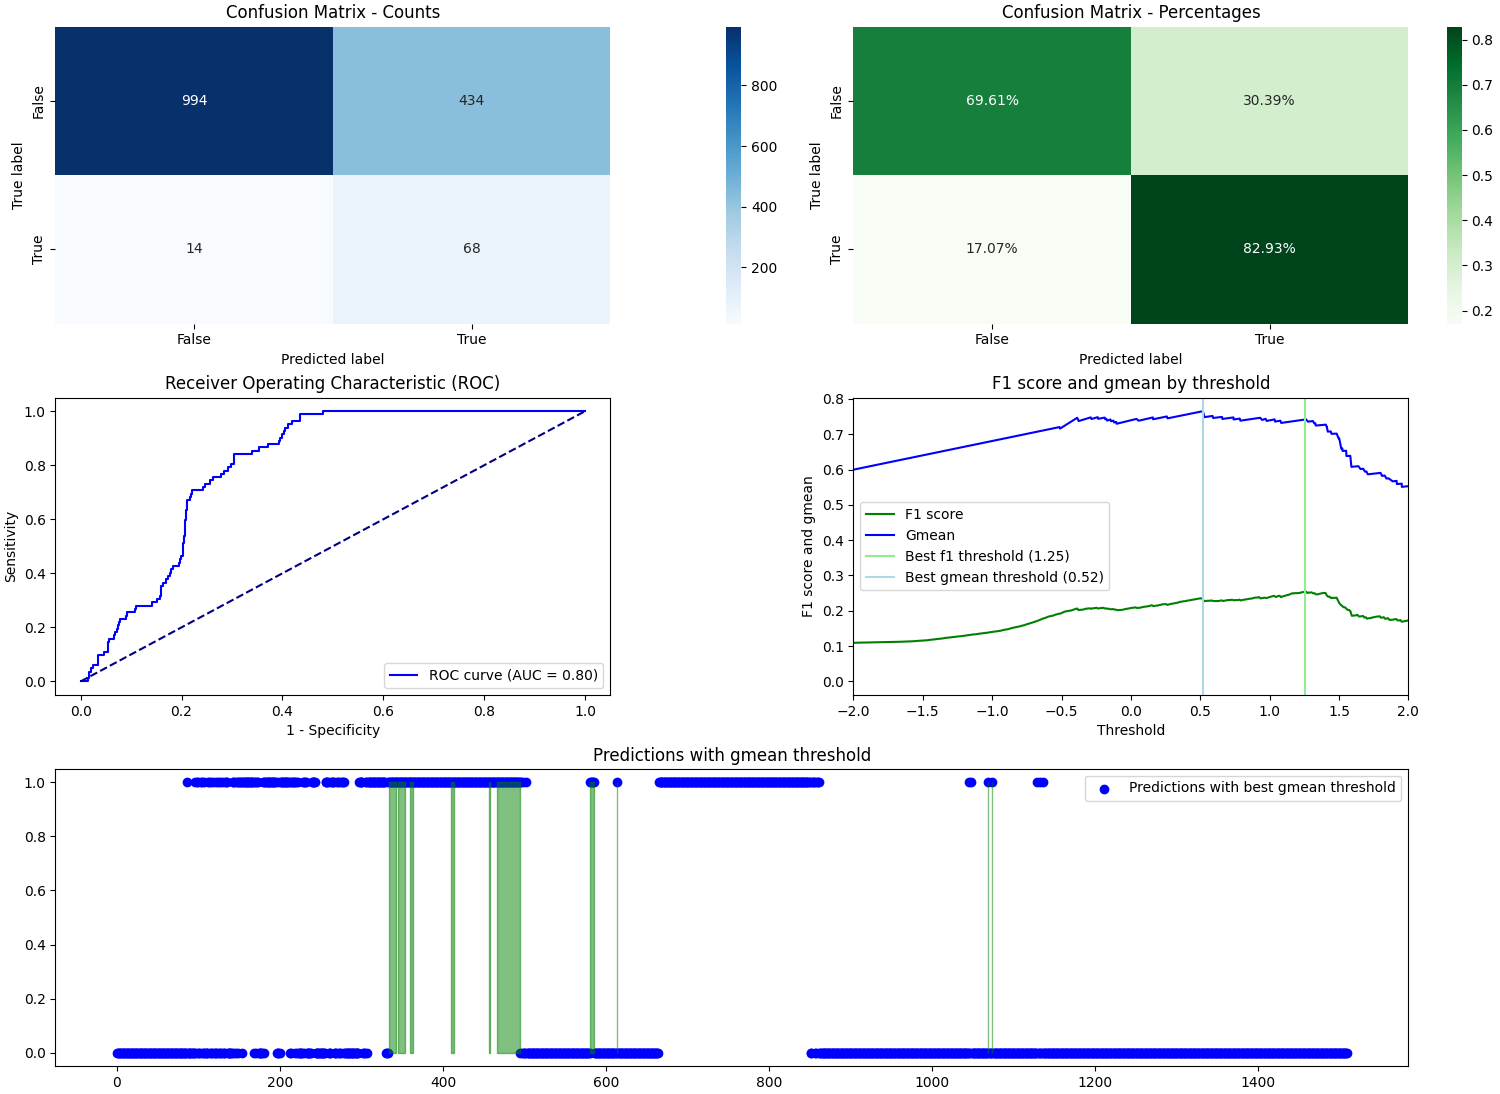 Confusion Matrix - Counts
False
True
True label
994
434
14
68
False
True
Predicted label
800
600
400
200
Confusion Matrix - Percentages
False
True
True label
69.61%
30.39%
17.07%
82.93%
False
True
Predicted label
0.8
0.7
0.6
0.5
0.4
0.3
0.2
Receiver Operating Characteristic (ROC)
Sensitivity
1.0
0.8
0.6
0.4
0.2
0.0
ROC curve (AUC = 0.80)
0.0 0.2 0.4 0.6 0.8 1.0
1 - Specificity
F1 score and gmean by threshold
F1 score and gmean
0.8
0.7
0.6
0.5
0.4
0.3
0.2
0.1
0.0
F1 score
Gmean
Best f1 threshold (1.25)
Best gmean threshold (0.52)
−2.0 −1.5 −1.0 −0.5 0.0 0.5 1.0 1.5 2.0
Threshold
Predictions with gmean threshold
1.0
0.8
0.6
0.4
0.2
0.0
Predictions with best gmean threshold
0 200 400 600 800 1000 1200 1400